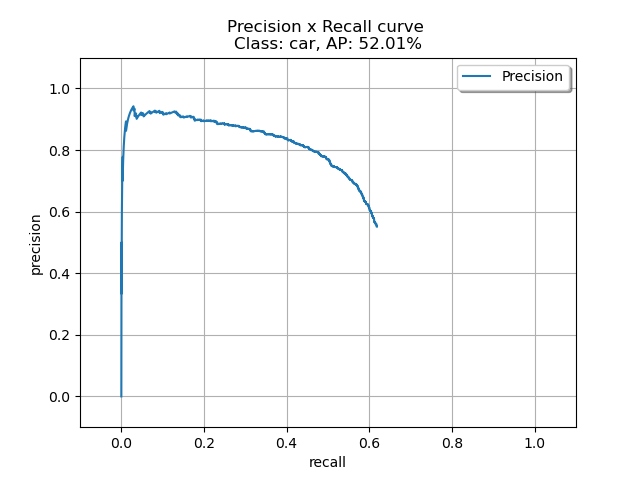 Precision x Recall curve
Class: car, AP: 52.01%
Precision
1.0
0.8
0.6
0.4
0.2
0.0
precision
0.0 0.2 0.4 0.6 0.8 1.0
recall